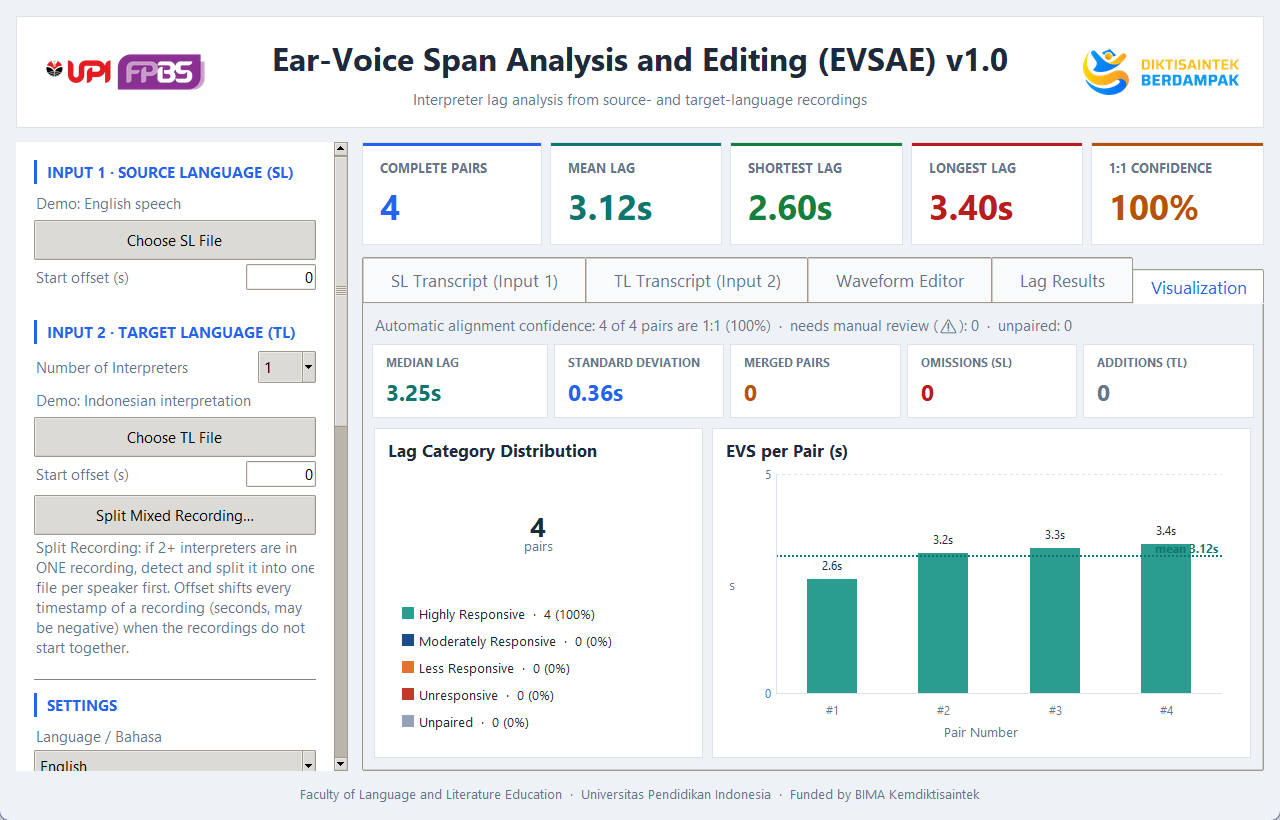 UPI FPBS
Ear-Voice Span Analysis and Editing (EVSAE) v1.0
Interpreter lag analysis from source- and target-language recordings
DIKTISAINTEK
BERDAMPAK
INPUT 1 · SOURCE LANGUAGE (SL)
Demo: English speech
Choose SL File
Start offset (s) 0
INPUT 2 · TARGET LANGUAGE (TL)
Number of Interpreters 1
Demo: Indonesian interpretation
Choose TL File
Start offset (s) 0
Split Mixed Recording...
Split Recording: if 2+ interpreters are in
ONE recording, detect and split it into one
file per speaker first. Offset shifts every
timestamp of a recording (seconds, may
be negative) when the recordings do not
start together.
SETTINGS
Language / Bahasa
English
COMPLETE PAIRS
4
MEAN LAG
3.12s
SHORTEST LAG
2.60s
LONGEST LAG
3.40s
1:1 CONFIDENCE
100%
SL Transcript (Input 1)
TL Transcript (Input 2)
Waveform Editor
Lag Results
Visualization
Automatic alignment confidence: 4 of 4 pairs are 1:1 (100%) · needs manual review (⚠): 0 · unpaired: 0
MEDIAN LAG
3.25s
STANDARD DEVIATION
0.36s
MERGED PAIRS
0
OMISSIONS (SL)
0
ADDITIONS (TL)
0
Lag Category Distribution
4
pairs
Highly Responsive · 4 (100%)
Moderately Responsive · 0 (0%)
Less Responsive · 0 (0%)
Unresponsive · 0 (0%)
Unpaired · 0 (0%)
EVS per Pair (s)
5
3.4s
3.3s
3.2s
mean 3.12s
2.6s
s
0
#1 #2 #3 #4
Pair Number
Faculty of Language and Literature Education · Universitas Pendidikan Indonesia · Funded by BIMA Kemdiktisaintek